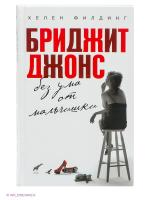 ХЕЛЕН ФИЛДИНГ
БРИДЖИТ
ДЖОНС
без ума
от
мальчишки